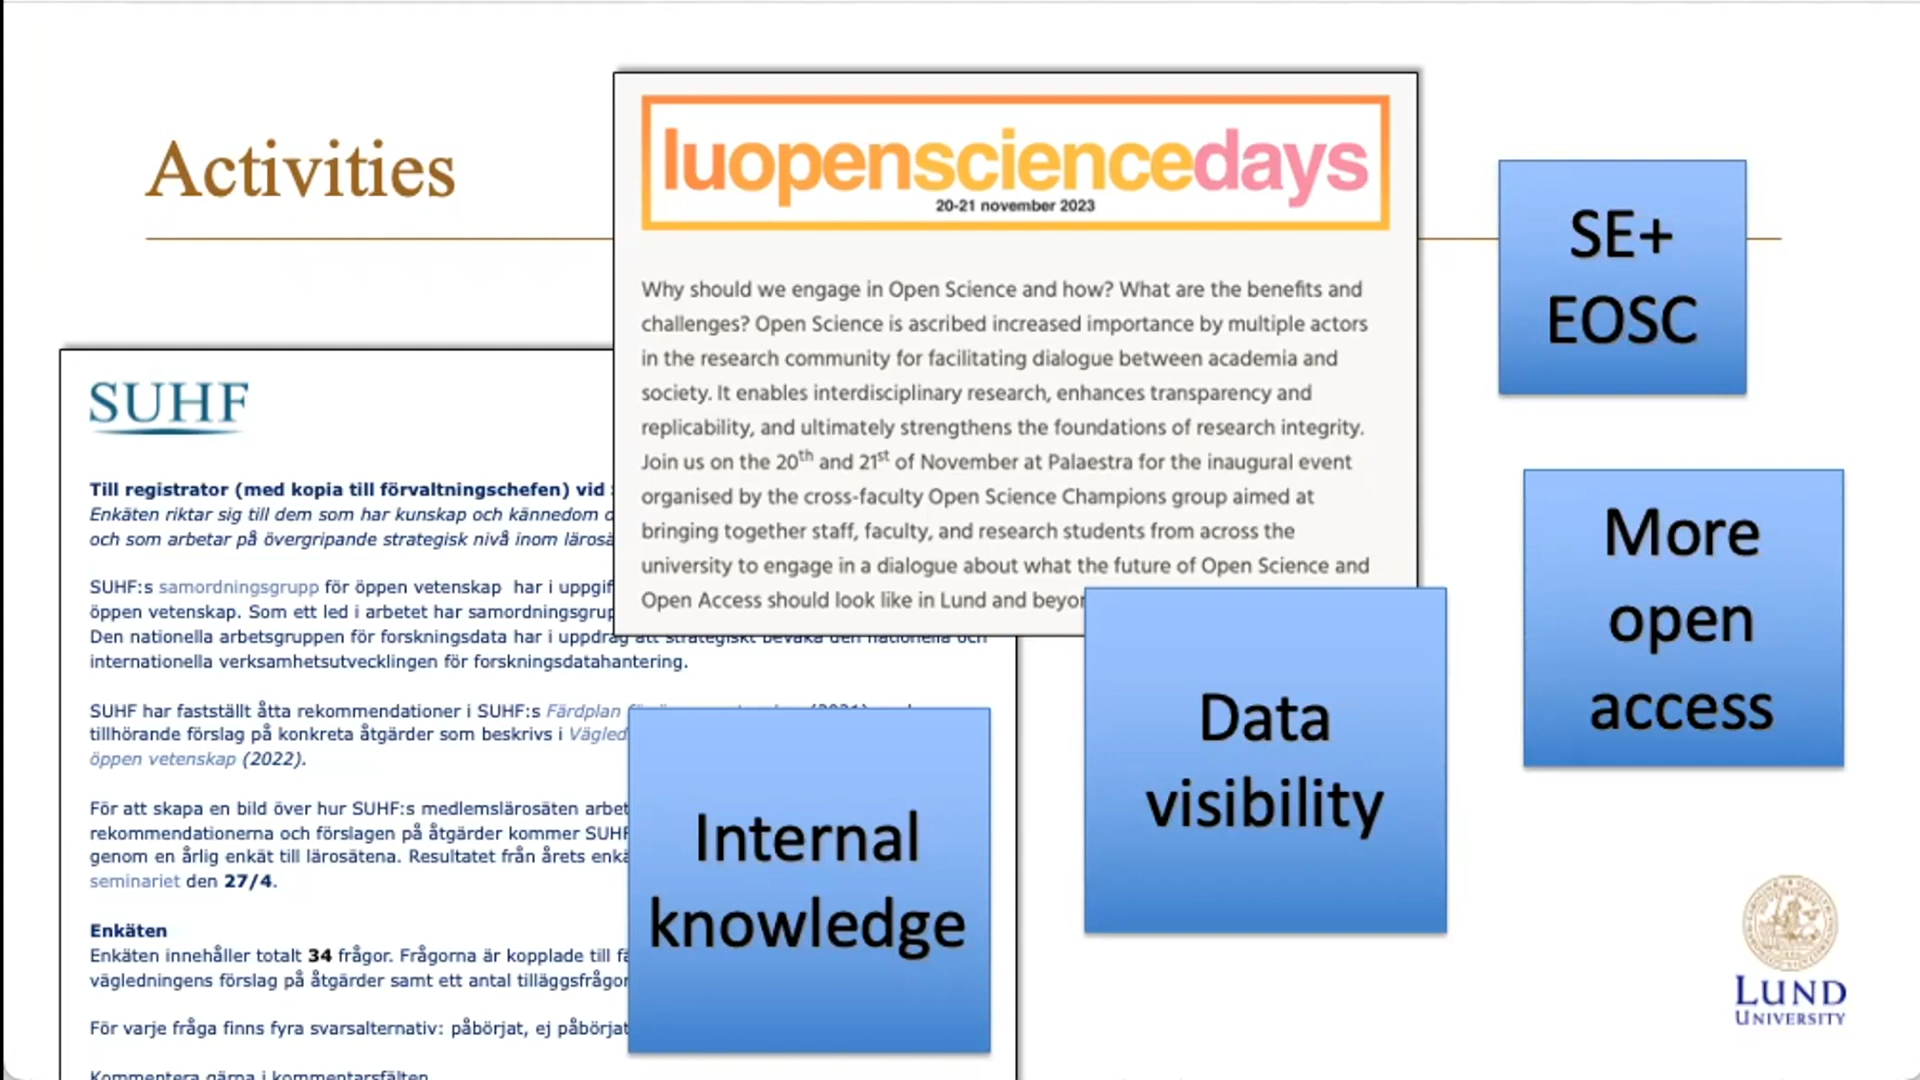 Activities
luopensciencedays
20-21 november 2023
Why should we engage in Open Science and how? What are the benefits and
challenges? Open Science is ascribed increased importance by multiple actors
in the research community for facilitating dialogue between academia and
society. It enables interdisciplinary research, enhances transparency and
replicability, and ultimately strengthens the foundations of research integrity.
Join us on the 20th and 21st of November at Palaestra for the inaugural event
organised by the cross-faculty Open Science Champions group aimed at
bringing together staff, faculty, and research students from across the
university to engage in a dialogue about what the future of Open Science and
Open Access should look like in Lund and
SE+
EOSC
More
open
access
Data
visibility
Internal
knowledge
SUHF
Till registrator (med kopia till förvaltningschefen) vid
Enkäten riktar sig till dem som har kunskap och kännedom
och som arbetar på övergripande strategisk nivå inom
SUHF:s samordningsgrupp för öppen vetenskap har i
öppen vetenskap. Som ett led i arbetet har
Den nationella arbetsgruppen för forskningsdata har i uppdrag att strategiskt bevaka den nationella och
internationella verksamhetsutvecklingen för forskningsdatahantering.
SUHF har fastställt åtta rekommendationer i SUHF:s Färdplan
tillhörande förslag på konkreta åtgärder som beskrivs i
öppen vetenskap (2022).
För att skapa en bild över hur SUHF:s medlemslärosäten
rekommendationerna och förslagen på åtgärder kommer
genom en årlig enkät till lärosätena. Resultatet från årets
seminariet den 27/4.
Enkäten
Enkäten innehåller totalt 34 frågor. Frågorna är kopplade till
vägledningens förslag på åtgärder samt ett antal
För varje fråga finns fyra svarsalternativ: påbörjat, ej
Kommentera gärna i kommentarsfälten
LUND
UNIVERSITY